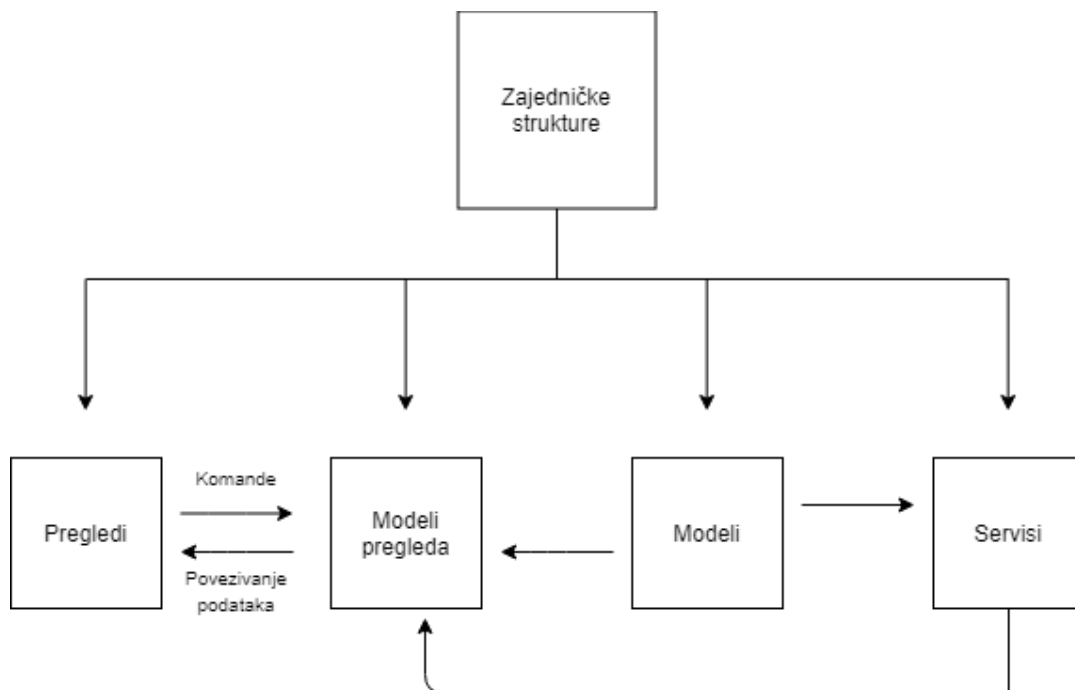 Zajedničke
strukture
Komande
Pregledi
Modeli
pregleda
Modeli
Servisi
Povezivanje
podataka